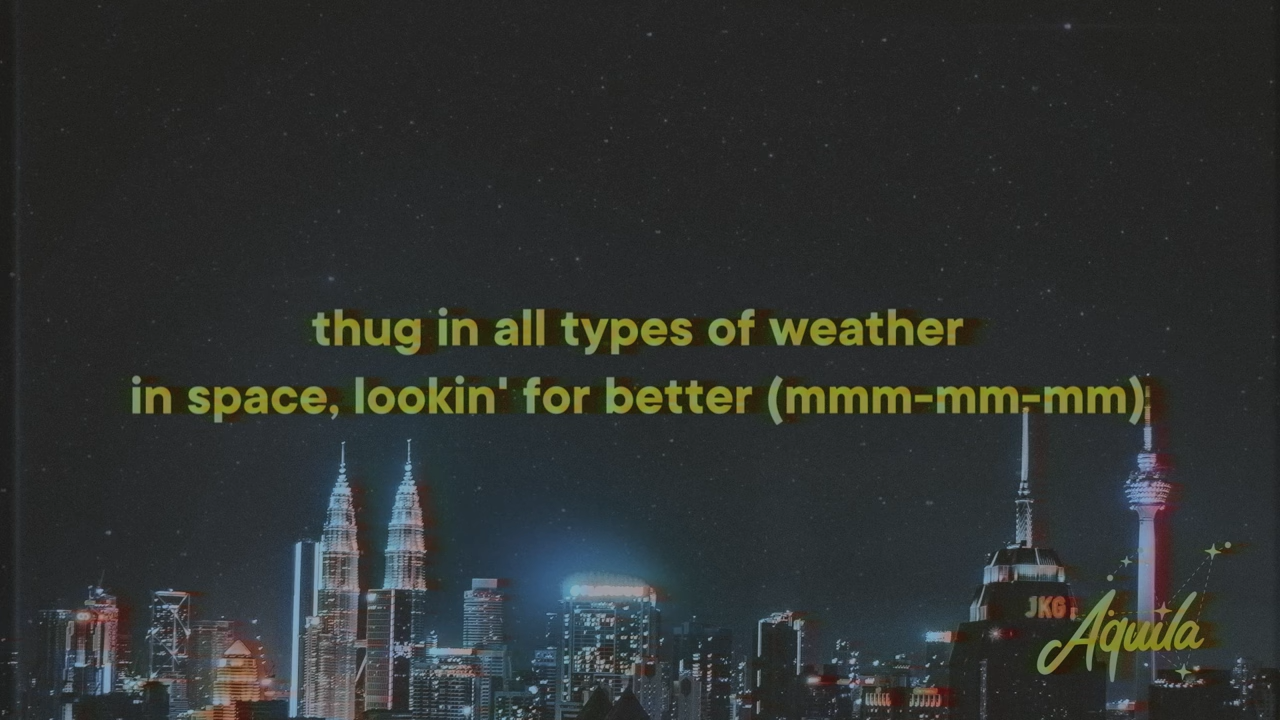 thug in all types of weather
in space, lookin' for better (mmm-mm-mm)
JKG
Aquila